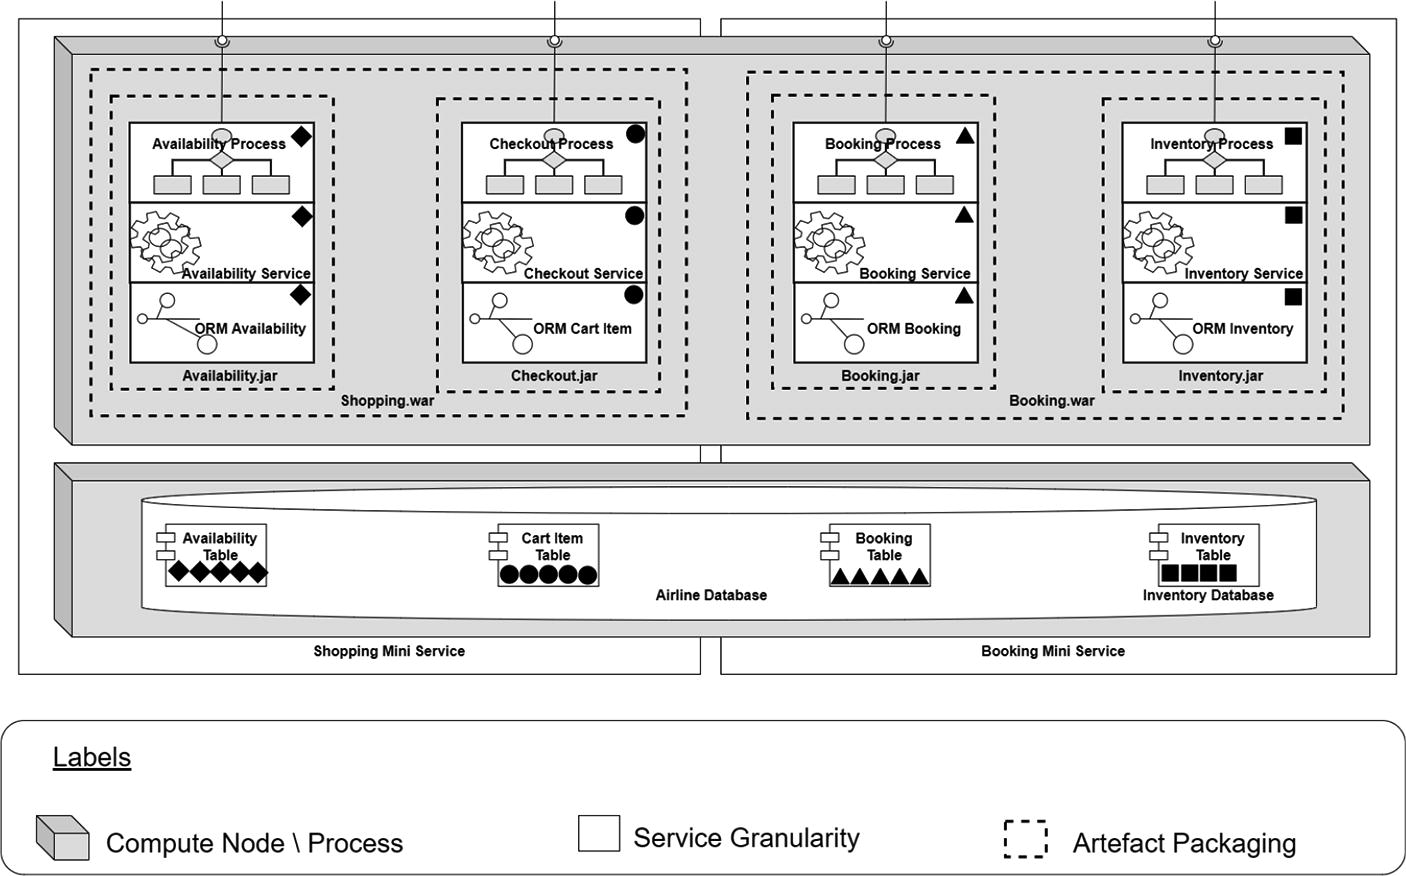 Availability Process
Checkout Process
Booking Process
Inventory Process
Availability Service
Checkout Service
Booking Service
Inventory Service
ORM Availability
ORM Cart Item
ORM Booking
ORM Inventory
Availability.jar
Checkout.jar
Booking.jar
Inventory.jar
Shopping.war
Booking.war
Availability
Table
Cart Item
Table
Booking
Table
Inventory
Table
Airline Database
Inventory Database
Shopping Mini Service
Booking Mini Service
Labels
Compute Node \ Process
Service Granularity
Artefact Packaging